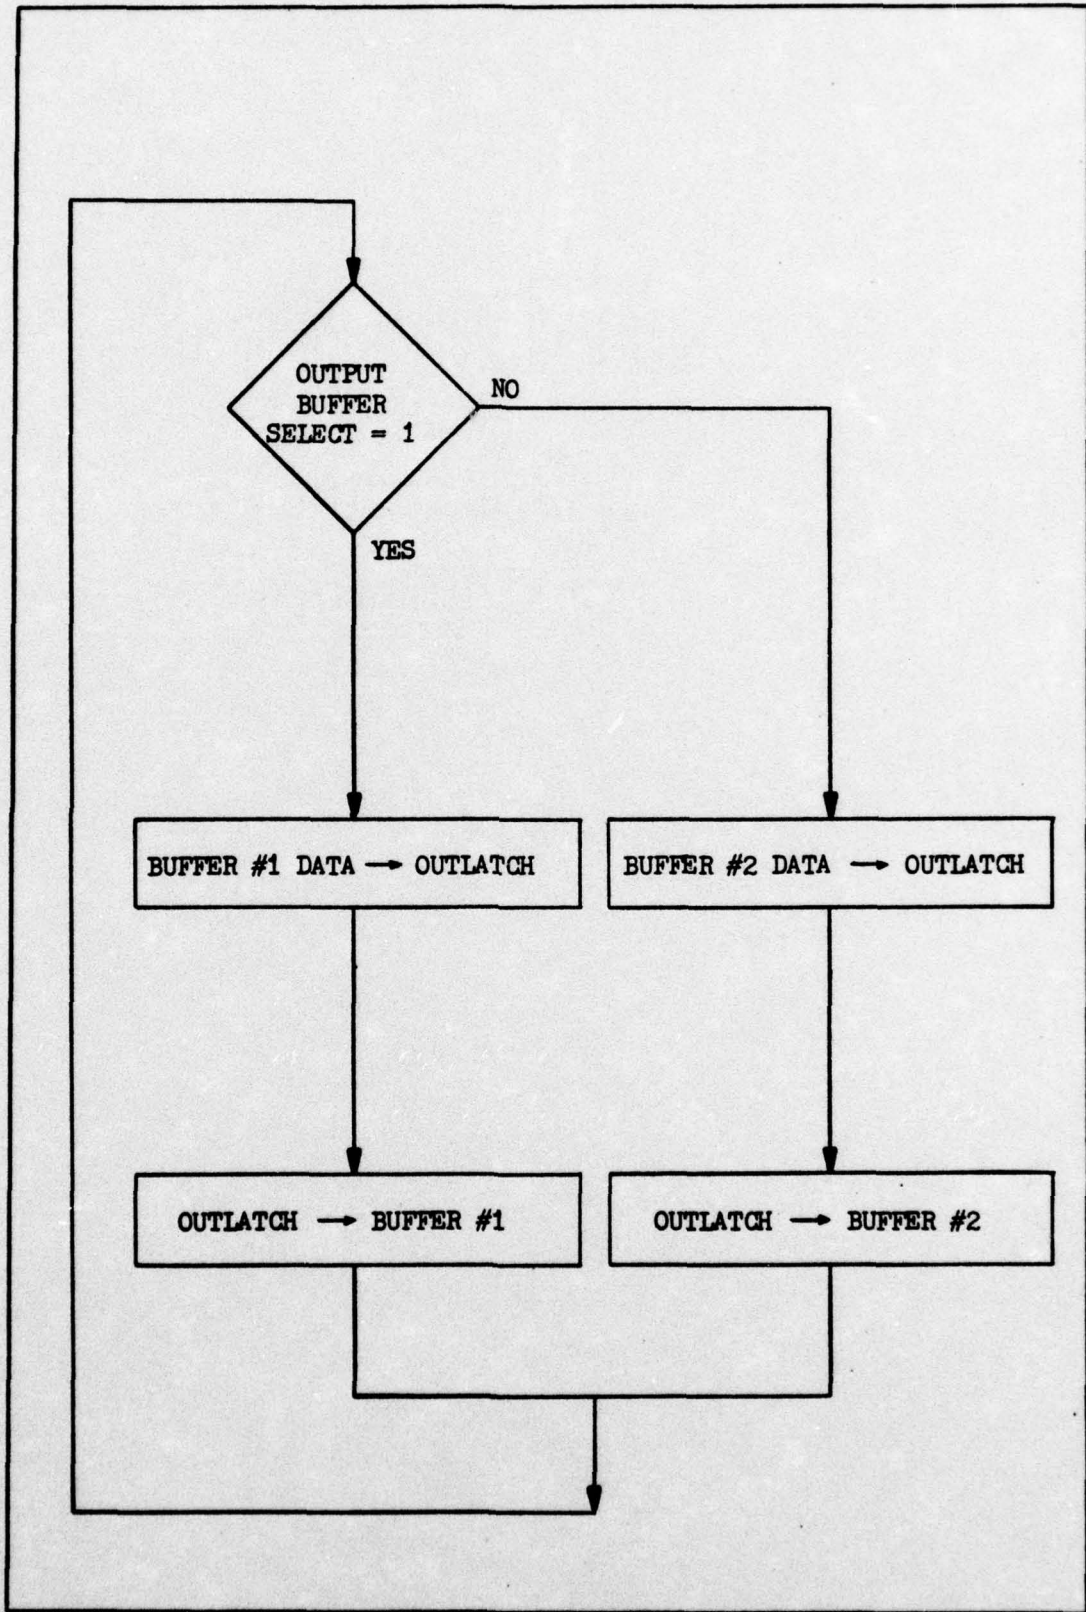 OUTPUT
BUFFER
SELECT = 1
NO
YES
BUFFER #1 DATA → OUTLATCH
BUFFER #2 DATA → OUTLATCH
OUTLATCH → BUFFER #1
OUTLATCH → BUFFER #2